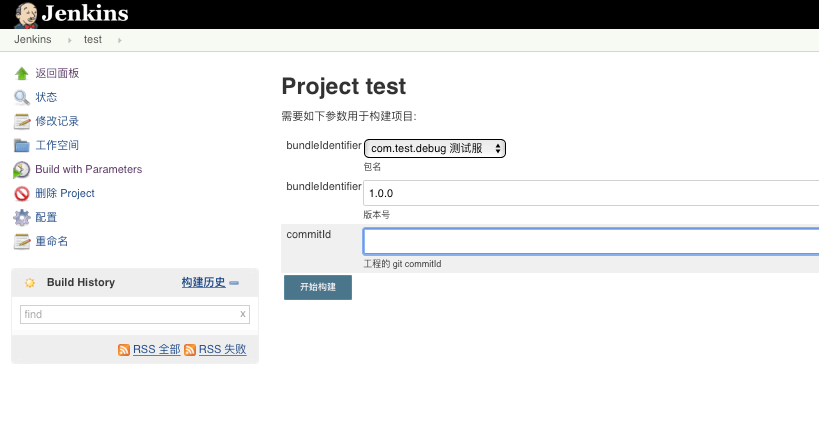 Jenkins
Jenkins test
返回面板
状态
修改记录
工作空间
Build with Parameters
删除 Project
配置
重命名
Build History 构建历史
find x
RSS 全部 RSS 失败
Project test
需要如下参数用于构建项目:
bundleIdentifier com.test.debug 测试服
包名
bundleIdentifier 1.0.0
版本号
commitId
工程的 git commitId
开始构建